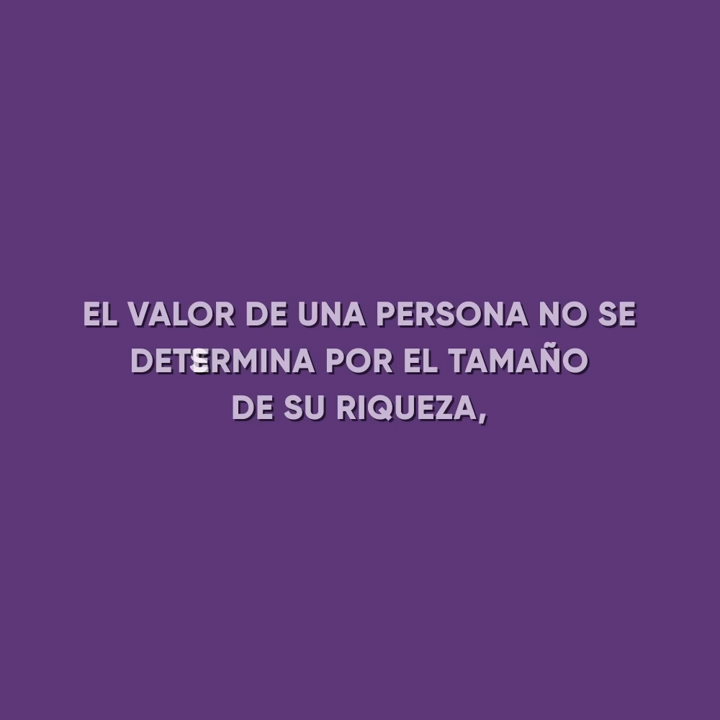 EL VALOR DE UNA PERSONA NO SE
DETERMINA POR EL TAMAÑO
DE SU RIQUEZA,